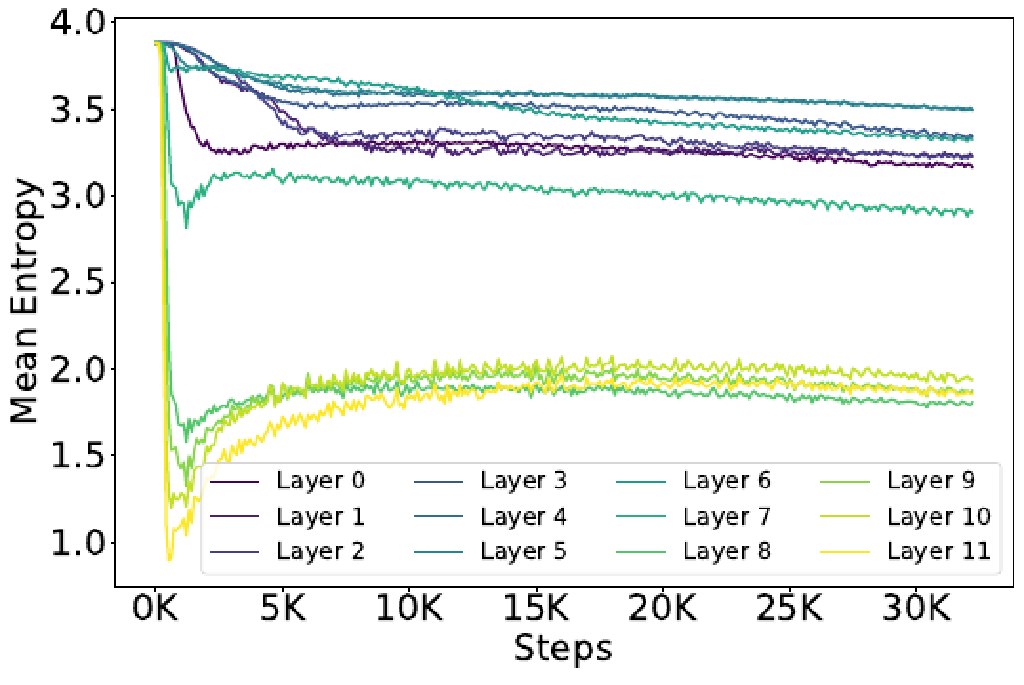 4.0
3.5
3.0
2.5
2.0
1.5
1.0
Mean Entropy
Layer 0 Layer 3 Layer 6 Layer 9
Layer 1 Layer 4 Layer 7 Layer 10
Layer 2 Layer 5 Layer 8 Layer 11
0K 5K 10K 15K 20K 25K 30K
Steps